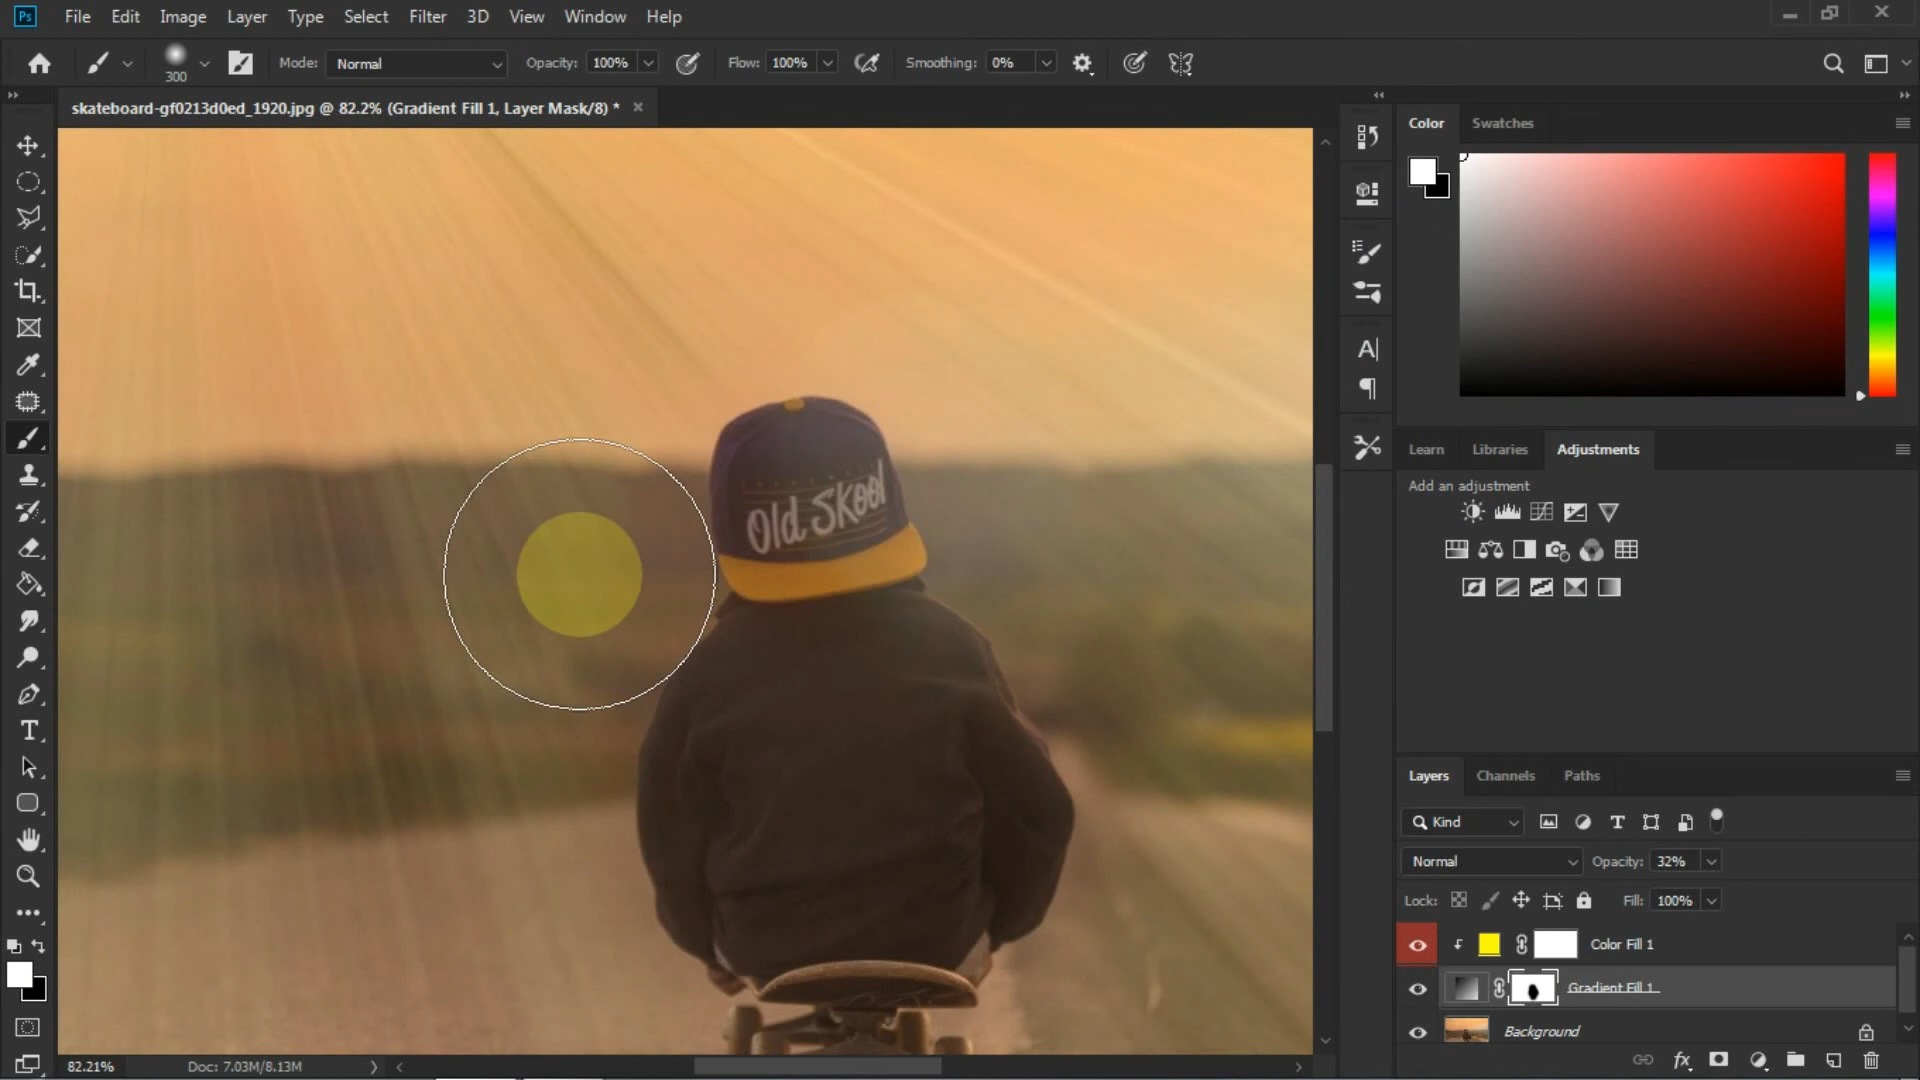 Ps File Edit Image Layer Type Select Filter 3D View Window Help
300 Mode: Normal Opacity: 100% Flow: 100% Smoothing: 0%
skateboard-gf0213d0ed_1920.jpg @ 82.2% (Gradient Fill 1, Layer Mask/8) *
Color Swatches
Old Skool
Learn Libraries Adjustments
Add an adjustment
Layers Channels Paths
Kind
Normal Opacity: 32%
Lock: Fill: 100%
Color Fill 1
Gradient Fill 1
Background
82.21% Doc: 7.03M/8.13M